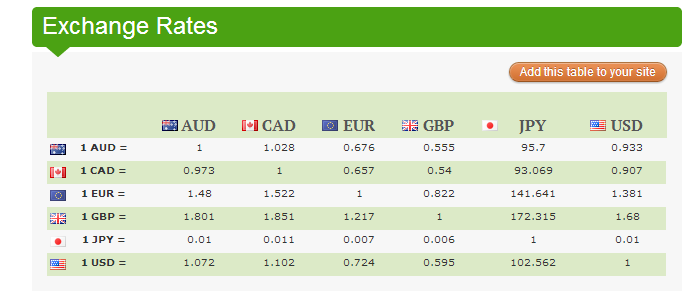 Exchange Rates
Add this table to your site
AUD CAD EUR GBP JPY USD
1 AUD = 1 1.028 0.676 0.555 95.7 0.933
1 CAD = 0.973 1 0.657 0.54 93.069 0.907
1 EUR = 1.48 1.522 1 0.822 141.641 1.381
1 GBP = 1.801 1.851 1.217 1 172.315 1.68
1 JPY = 0.01 0.011 0.007 0.006 1 0.01
1 USD = 1.072 1.102 0.724 0.595 102.562 1